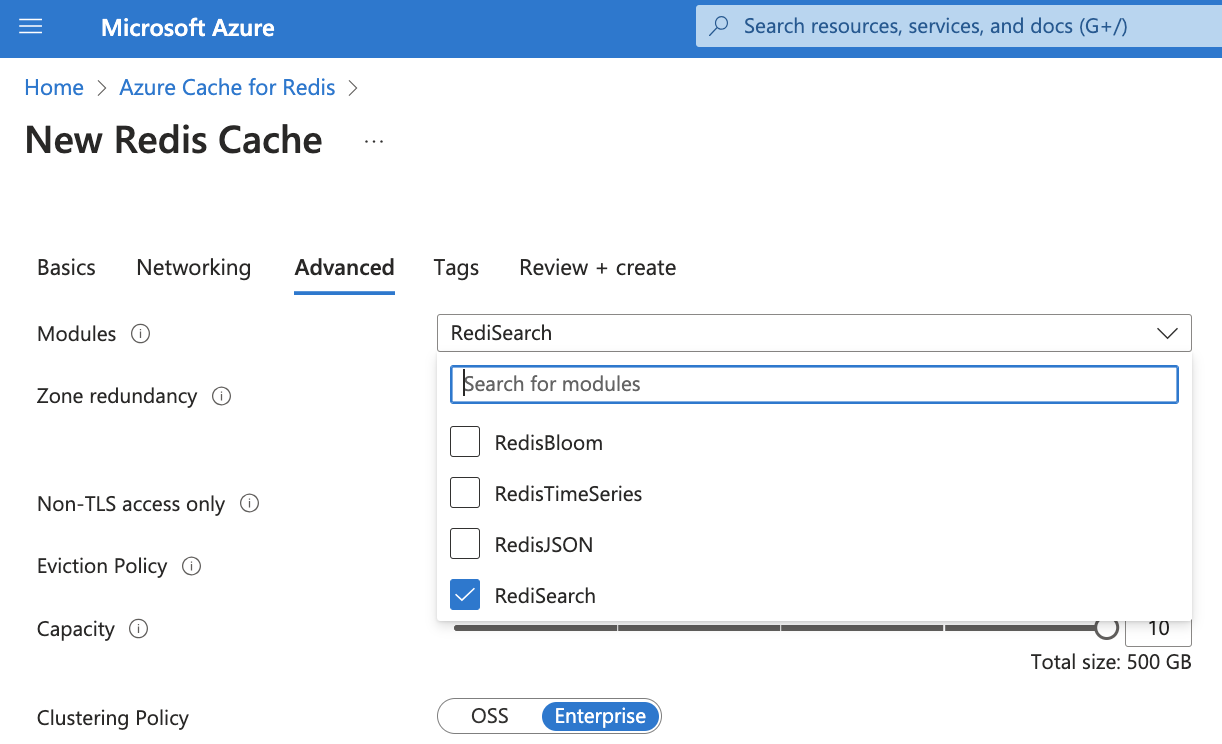 Microsoft Azure
Search resources, services, and docs (G+/)
Home > Azure Cache for Redis >
New Redis Cache ...
Basics Networking Advanced Tags Review + create
Modules
RediSearch
Search for modules
Zone redundancy
RedisBloom
RedisTimeSeries
Non-TLS access only
RedisJSON
Eviction Policy
RediSearch
Capacity
10
Total size: 500 GB
Clustering Policy
OSS Enterprise